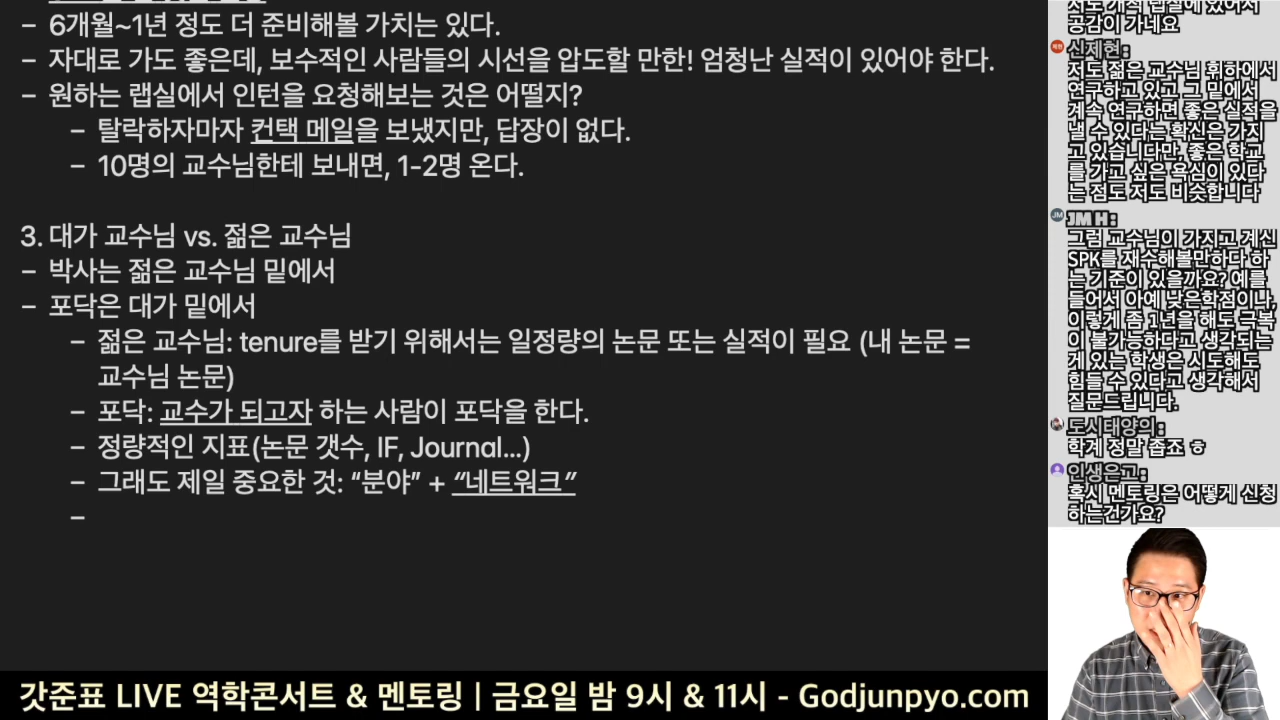 – 6개월~1년 정도 더 준비해볼 가치는 있다.
– 자대로 가도 좋은데, 보수적인 사람들의 시선을 압도할 만한! 엄청난 실적이 있어야 한다.
– 원하는 랩실에서 인턴을 요청해보는 것은 어떨지?
– 탈락하자마자 컨택 메일을 보냈지만, 답장이 없다.
– 10명의 교수님한테 보내면, 1-2명 온다.
3. 대가 교수님 vs. 젊은 교수님
– 박사는 젊은 교수님 밑에서
– 포닥은 대가 밑에서
– 젊은 교수님: tenure를 받기 위해서는 일정량의 논문 또는 실적이 필요 (내 논문 =
교수님 논문)
– 포닥: 교수가 되고자 하는 사람이 포닥을 한다.
– 정량적인 지표(논문 갯수, IF, Journal...)
– 그래도 제일 중요한 것: “분야” + “네트워크”
–
공감이 가네요
신제현:
저도 젊은 교수님 휘하에서
연구하고 있고 그 밑에서
계속 연구하면 좋은 실적을
낼 수 있다는 확신은 가지
고 있습니다만, 좋은 학교
를 가고 싶은 욕심이 있다
는 점도 저도 비슷합니다
JM H:
그럼 교수님이 가지고 계신
SPK를 재수해볼만하다 하
는 기준이 있을까요? 예를
들어서 아예 낮은학점이나,
이렇게 좀 1년을 해도 극복
이 불가능하다고 생각되는
게 있는 학생은 시도해도
힘들 수 있다고 생각해서
질문드립니다.
도시태양의:
학계 정말 좁죠 ㅎ
인생은고:
혹시 멘토링은 어떻게 신청
하는건가요?
갓준표 LIVE 역학콘서트 & 멘토링 | 금요일 밤 9시 & 11시 - Godjunpyo.com